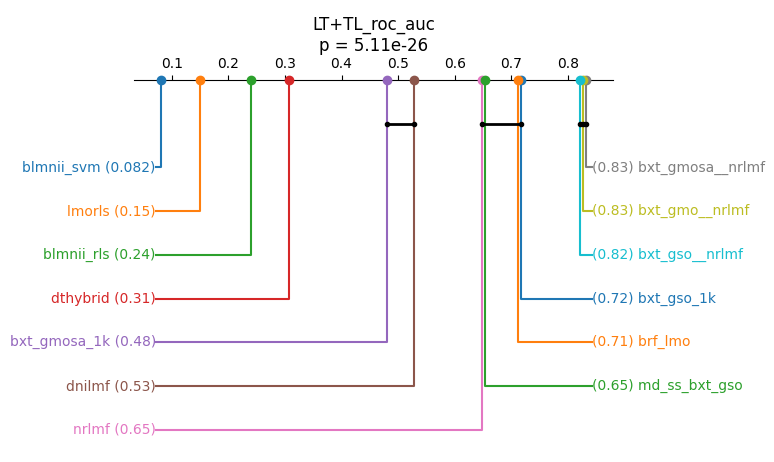 LT+TL_roc_auc
p = 5.11e-26
0.1 0.2 0.3 0.4 0.5 0.6 0.7 0.8
blmnii_svm (0.082)
(0.83) bxt_gmosa__nrlmf
lmorls (0.15)
(0.83) bxt_gmo__nrlmf
blmnii_rls (0.24)
(0.82) bxt_gso__nrlmf
dthybrid (0.31)
(0.72) bxt_gso_1k
bxt_gmosa_1k (0.48)
(0.71) brf_lmo
dnilmf (0.53)
(0.65) md_ss_bxt_gso
nrlmf (0.65)